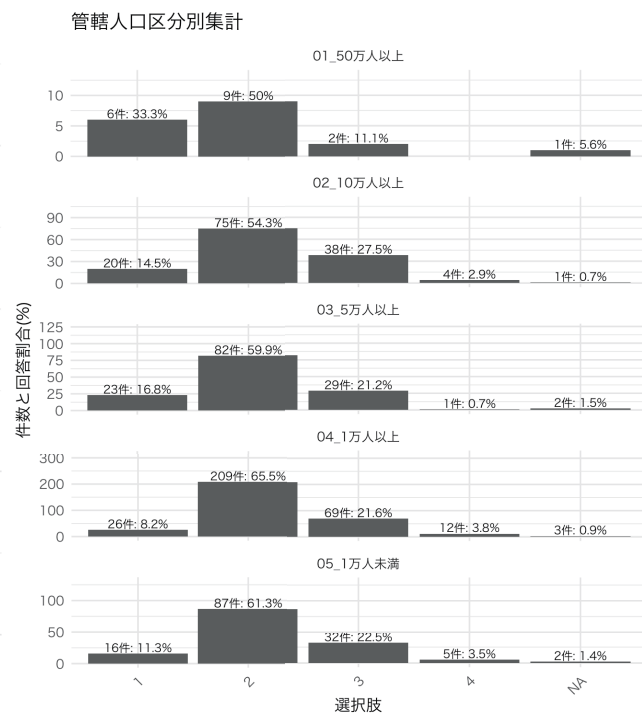 管轄人口区分別集計
件数と回答割合(%)
01_50万人以上
10
5
0
6件: 33.3%
9件: 50%
2件: 11.1%
1件: 5.6%
02_10万人以上
90
60
30
0
20件: 14.5%
75件: 54.3%
38件: 27.5%
4件: 2.9%
1件: 0.7%
03_5万人以上
125
100
75
50
25
0
23件: 16.8%
82件: 59.9%
29件: 21.2%
1件: 0.7%
2件: 1.5%
04_1万人以上
300
200
100
0
26件: 8.2%
209件: 65.5%
69件: 21.6%
12件: 3.8%
3件: 0.9%
05_1万人未満
100
50
0
16件: 11.3%
87件: 61.3%
32件: 22.5%
5件: 3.5%
2件: 1.4%
1
2
3
4
NA
選択肢